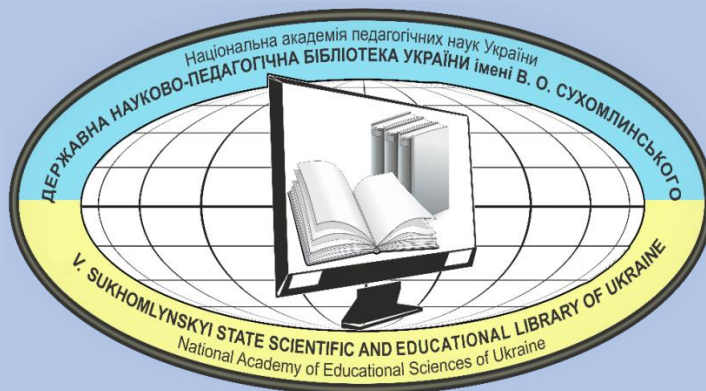 Національна академія педагогічних наук України
ДЕРЖАВНА НАУКОВО-ПЕДАГОГІЧНА БІБЛІОТЕКА УКРАЇНИ імені В. О. СУХОМЛИНСЬКОГО
V. SUKHOMLYNSKYI STATE SCIENTIFIC AND EDUCATIONAL LIBRARY OF UKRAINE
National Academy of Educational Sciences of Ukraine